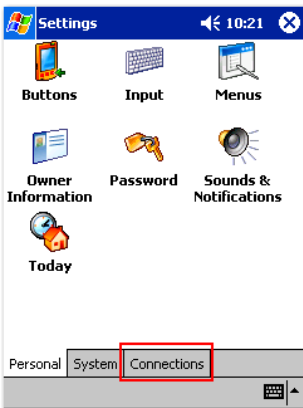 Settings 10:21
Buttons Input Menus
Owner Information Password Sounds & Notifications
Today
Personal System Connections